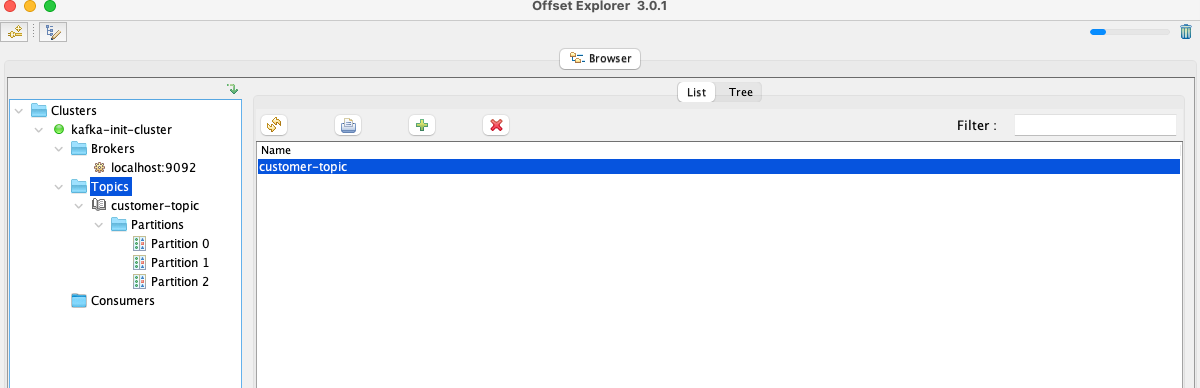 Offset Explorer 3.0.1
Browser
Clusters
kafka-init-cluster
Brokers
localhost:9092
Topics
customer-topic
Partitions
Partition 0
Partition 1
Partition 2
Consumers
List Tree
Filter :
Name
customer-topic